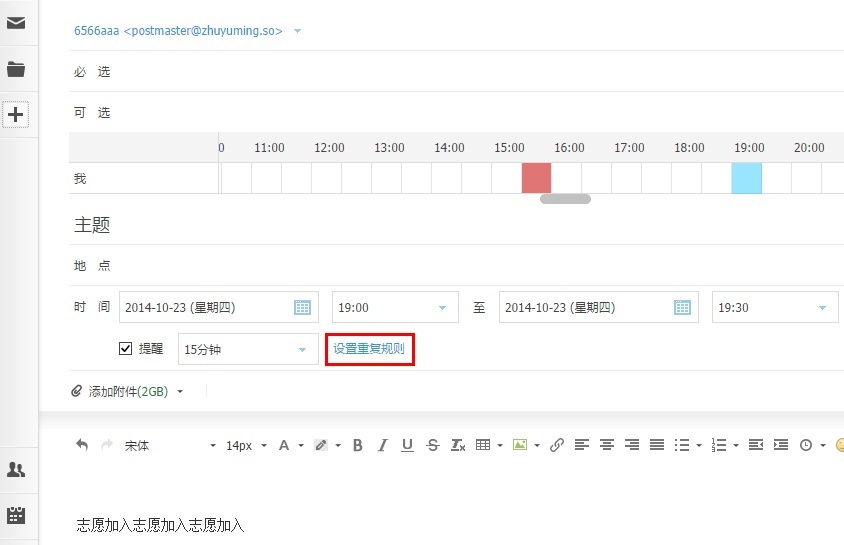 6566aaa <postmaster@zhuyuming.so>
必 选
可 选
0 11:00 12:00 13:00 14:00 15:00 16:00 17:00 18:00 19:00 20:00
我
主题
地 点
时 间 2014-10-23 (星期四) 19:00 至 2014-10-23 (星期四) 19:30
提醒 15分钟 设置重复规则
添加附件(2GB)
宋体 14px A B I U S Tx
志愿加入志愿加入志愿加入